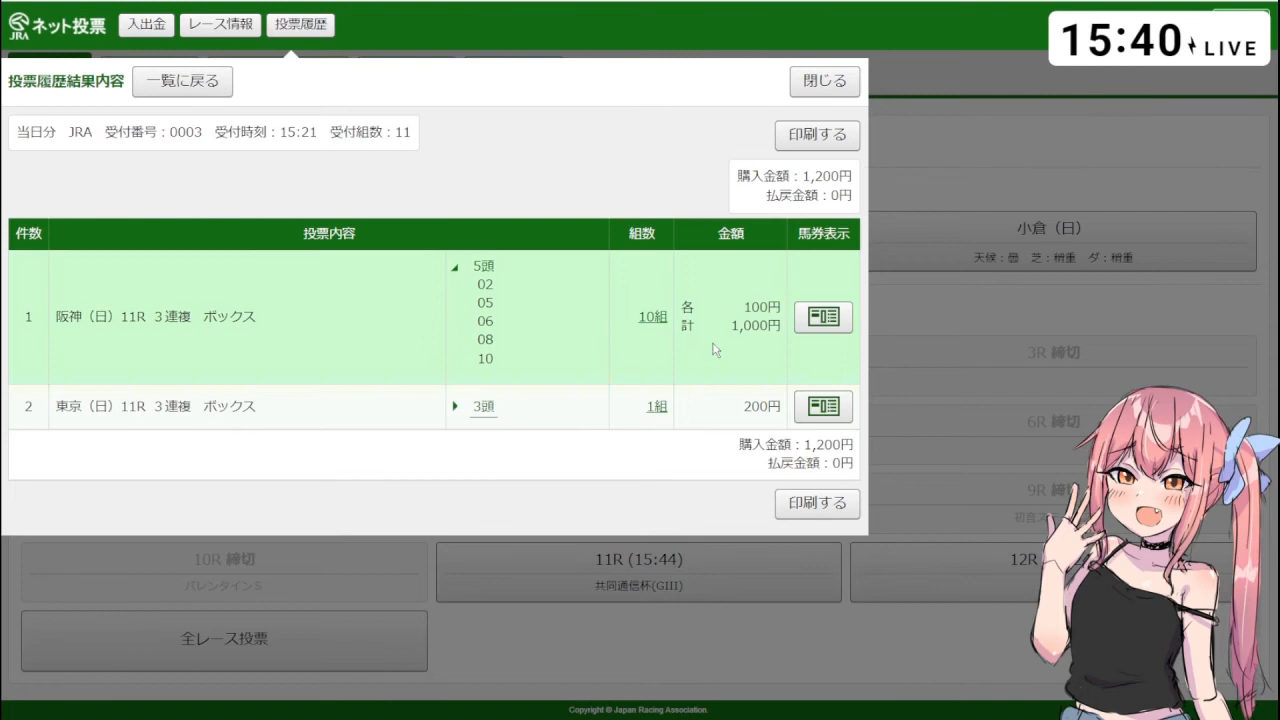 JRA ネット投票 入出金 レース情報 投票履歴
15:40 LIVE
投票履歴結果内容 一覧に戻る 閉じる
当日分 JRA 受付番号：0003 受付時刻：15:21 受付組数：11
印刷する
購入金額：1,200円
払戻金額：0円
件数 投票内容 組数 金額 馬券表示
1 阪神（日）11R ３連複 ボックス
5頭
02
05
06
08
10
10組
各 100円
計 1,000円
2 東京（日）11R ３連複 ボックス 3頭 1組 200円
購入金額：1,200円
払戻金額：0円
印刷する
小倉（日）
天候：曇 芝：稍重 ダ：稍重
3R 締切
6R 締切
9R 締切
10R 締切
バレンタインS
11R (15:44)
共同通信杯(GIII)
12R
全レース投票
Copyright © Japan Racing Association.